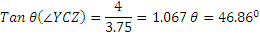 Tan θ(∠YCZ) = 4/3.75 = 1.067 θ = 46.86⁰